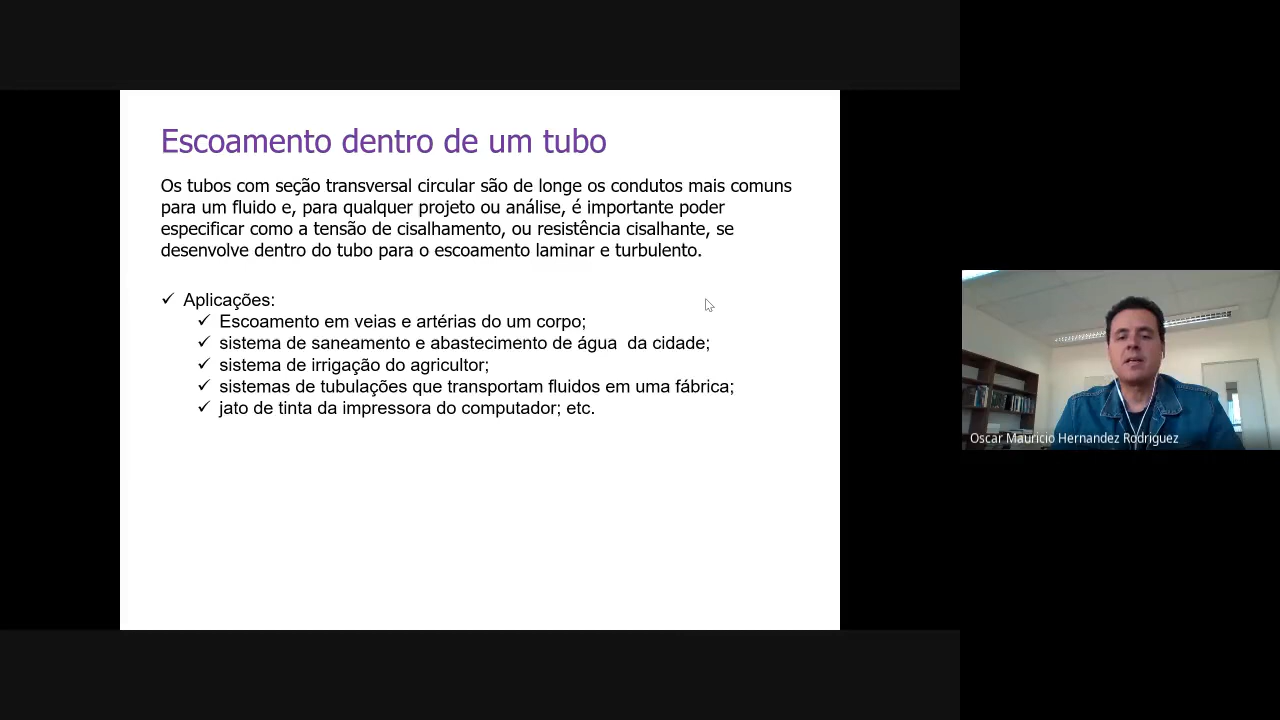 Escoamento dentro de um tubo
Os tubos com seção transversal circular são de longe os condutos mais comuns
para um fluido e, para qualquer projeto ou análise, é importante poder
especificar como a tensão de cisalhamento, ou resistência cisalhante, se
desenvolve dentro do tubo para o escoamento laminar e turbulento.
✓ Aplicações:
✓ Escoamento em veias e artérias do um corpo;
✓ sistema de saneamento e abastecimento de água  da cidade;
✓ sistema de irrigação do agricultor;
✓ sistemas de tubulações que transportam fluidos em uma fábrica;
✓ jato de tinta da impressora do computador; etc.
Oscar Mauricio Hernandez Rodriguez